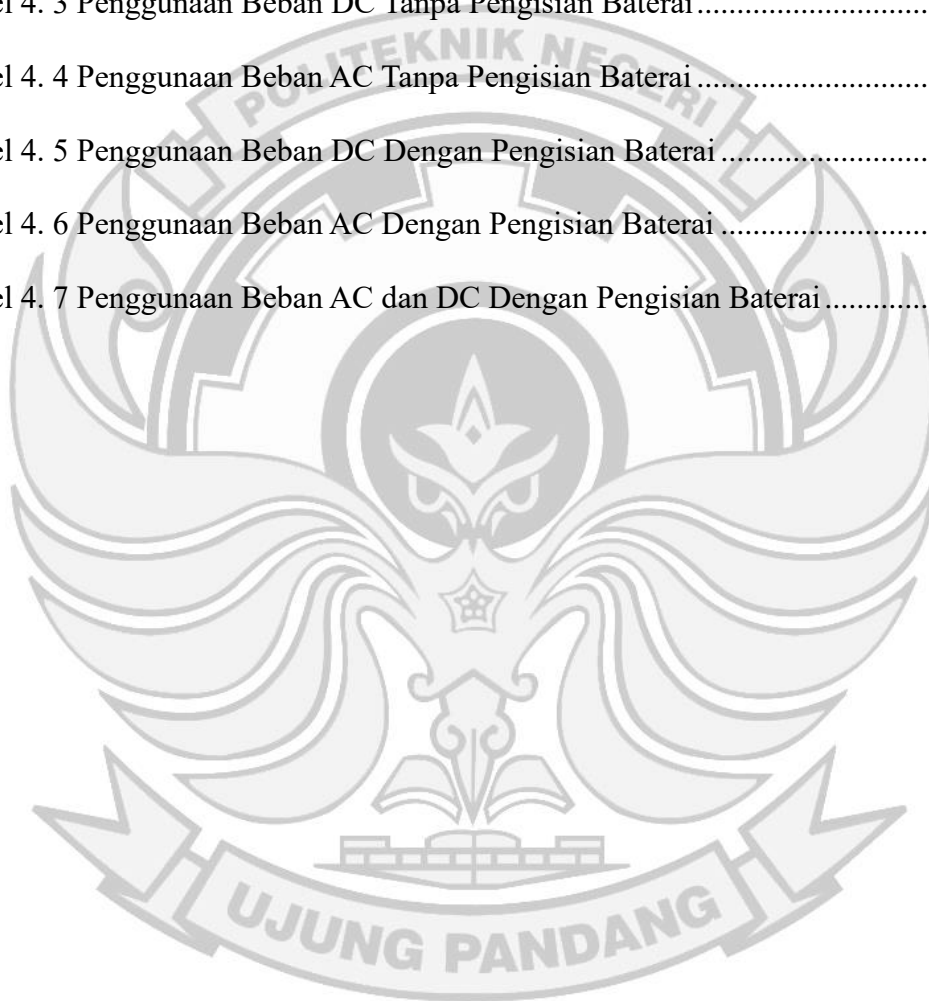 el 4. 3 Penggunaan Beban DC Tanpa Pengisian Baterai..............................
POLITEKNIK NEGERI
el 4. 4 Penggunaan Beban AC Tanpa Pengisian Baterai..............................
el 4. 5 Penggunaan Beban DC Dengan Pengisian Baterai..........................
el 4. 6 Penggunaan Beban AC Dengan Pengisian Baterai..........................
el 4. 7 Penggunaan Beban AC dan DC Dengan Pengisian Baterai.............
UJUNG PANDANG